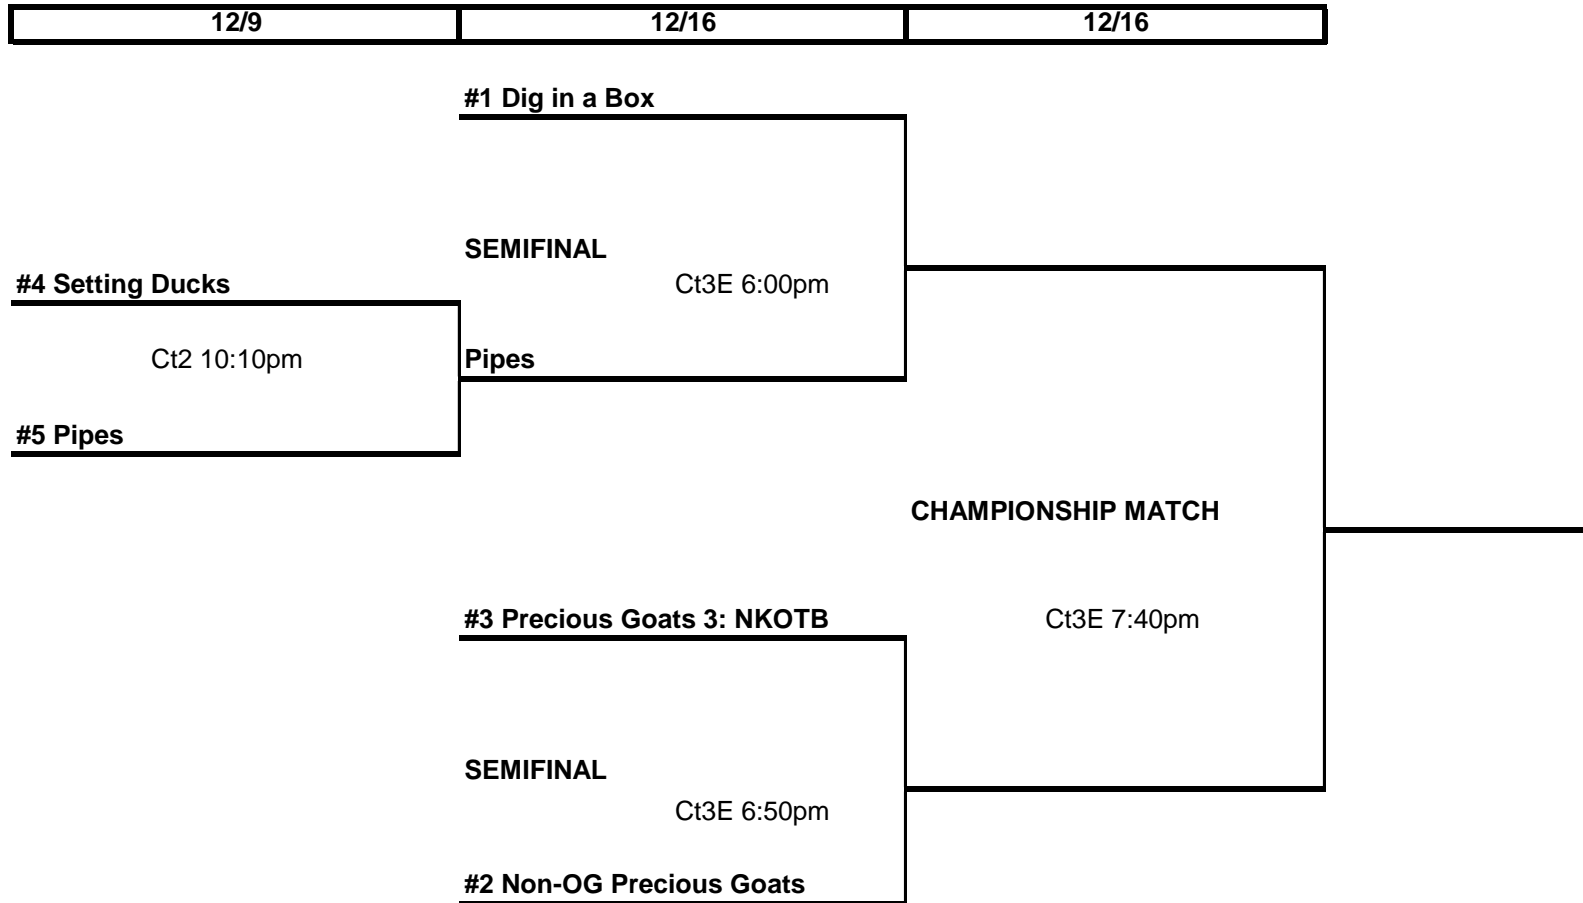 12/9 12/16 12/16
#1 Dig in a Box
SEMIFINAL
#4 Setting Ducks Ct3E 6:00pm
Ct2 10:10pm Pipes
#5 Pipes
CHAMPIONSHIP MATCH
#3 Precious Goats 3: NKOTB Ct3E 7:40pm
SEMIFINAL
Ct3E 6:50pm
#2 Non-OG Precious Goats